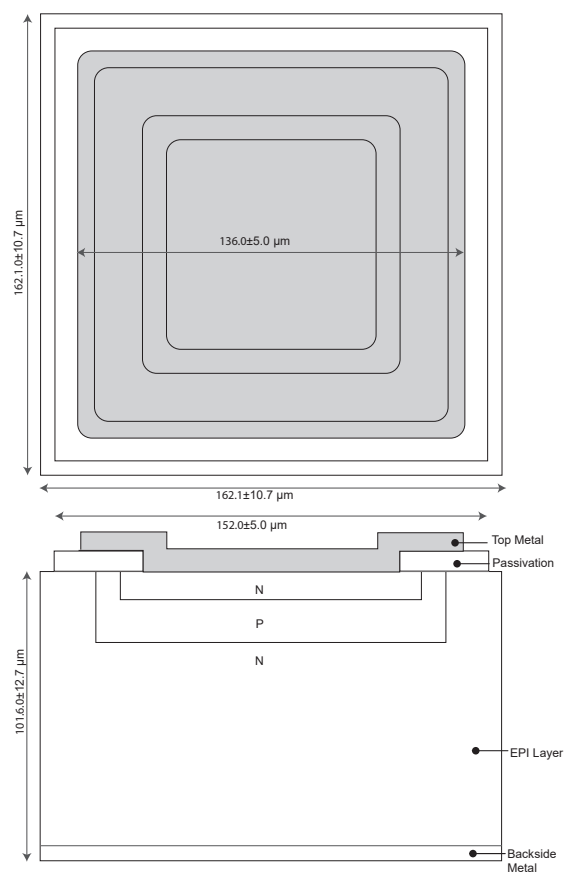 162.1.0±10.7 µm
136.0±5.0 µm
162.1±10.7 µm
152.0±5.0 µm
Top Metal
Passivation
N
P
N
101.6.0±12.7 µm
EPI Layer
Backside
Metal